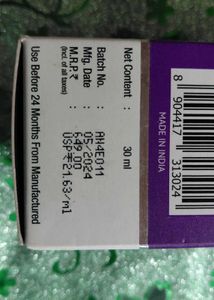 Net Content : 30 ml
Batch No. : AH4E011
Mfg. Date : 05/2024
M.R.P.₹ : 649.00
(Incl. of all taxes) USP ₹21.63/ml
Use Before 24 Months From Manufactured
MADE IN INDIA
8 904417 313024